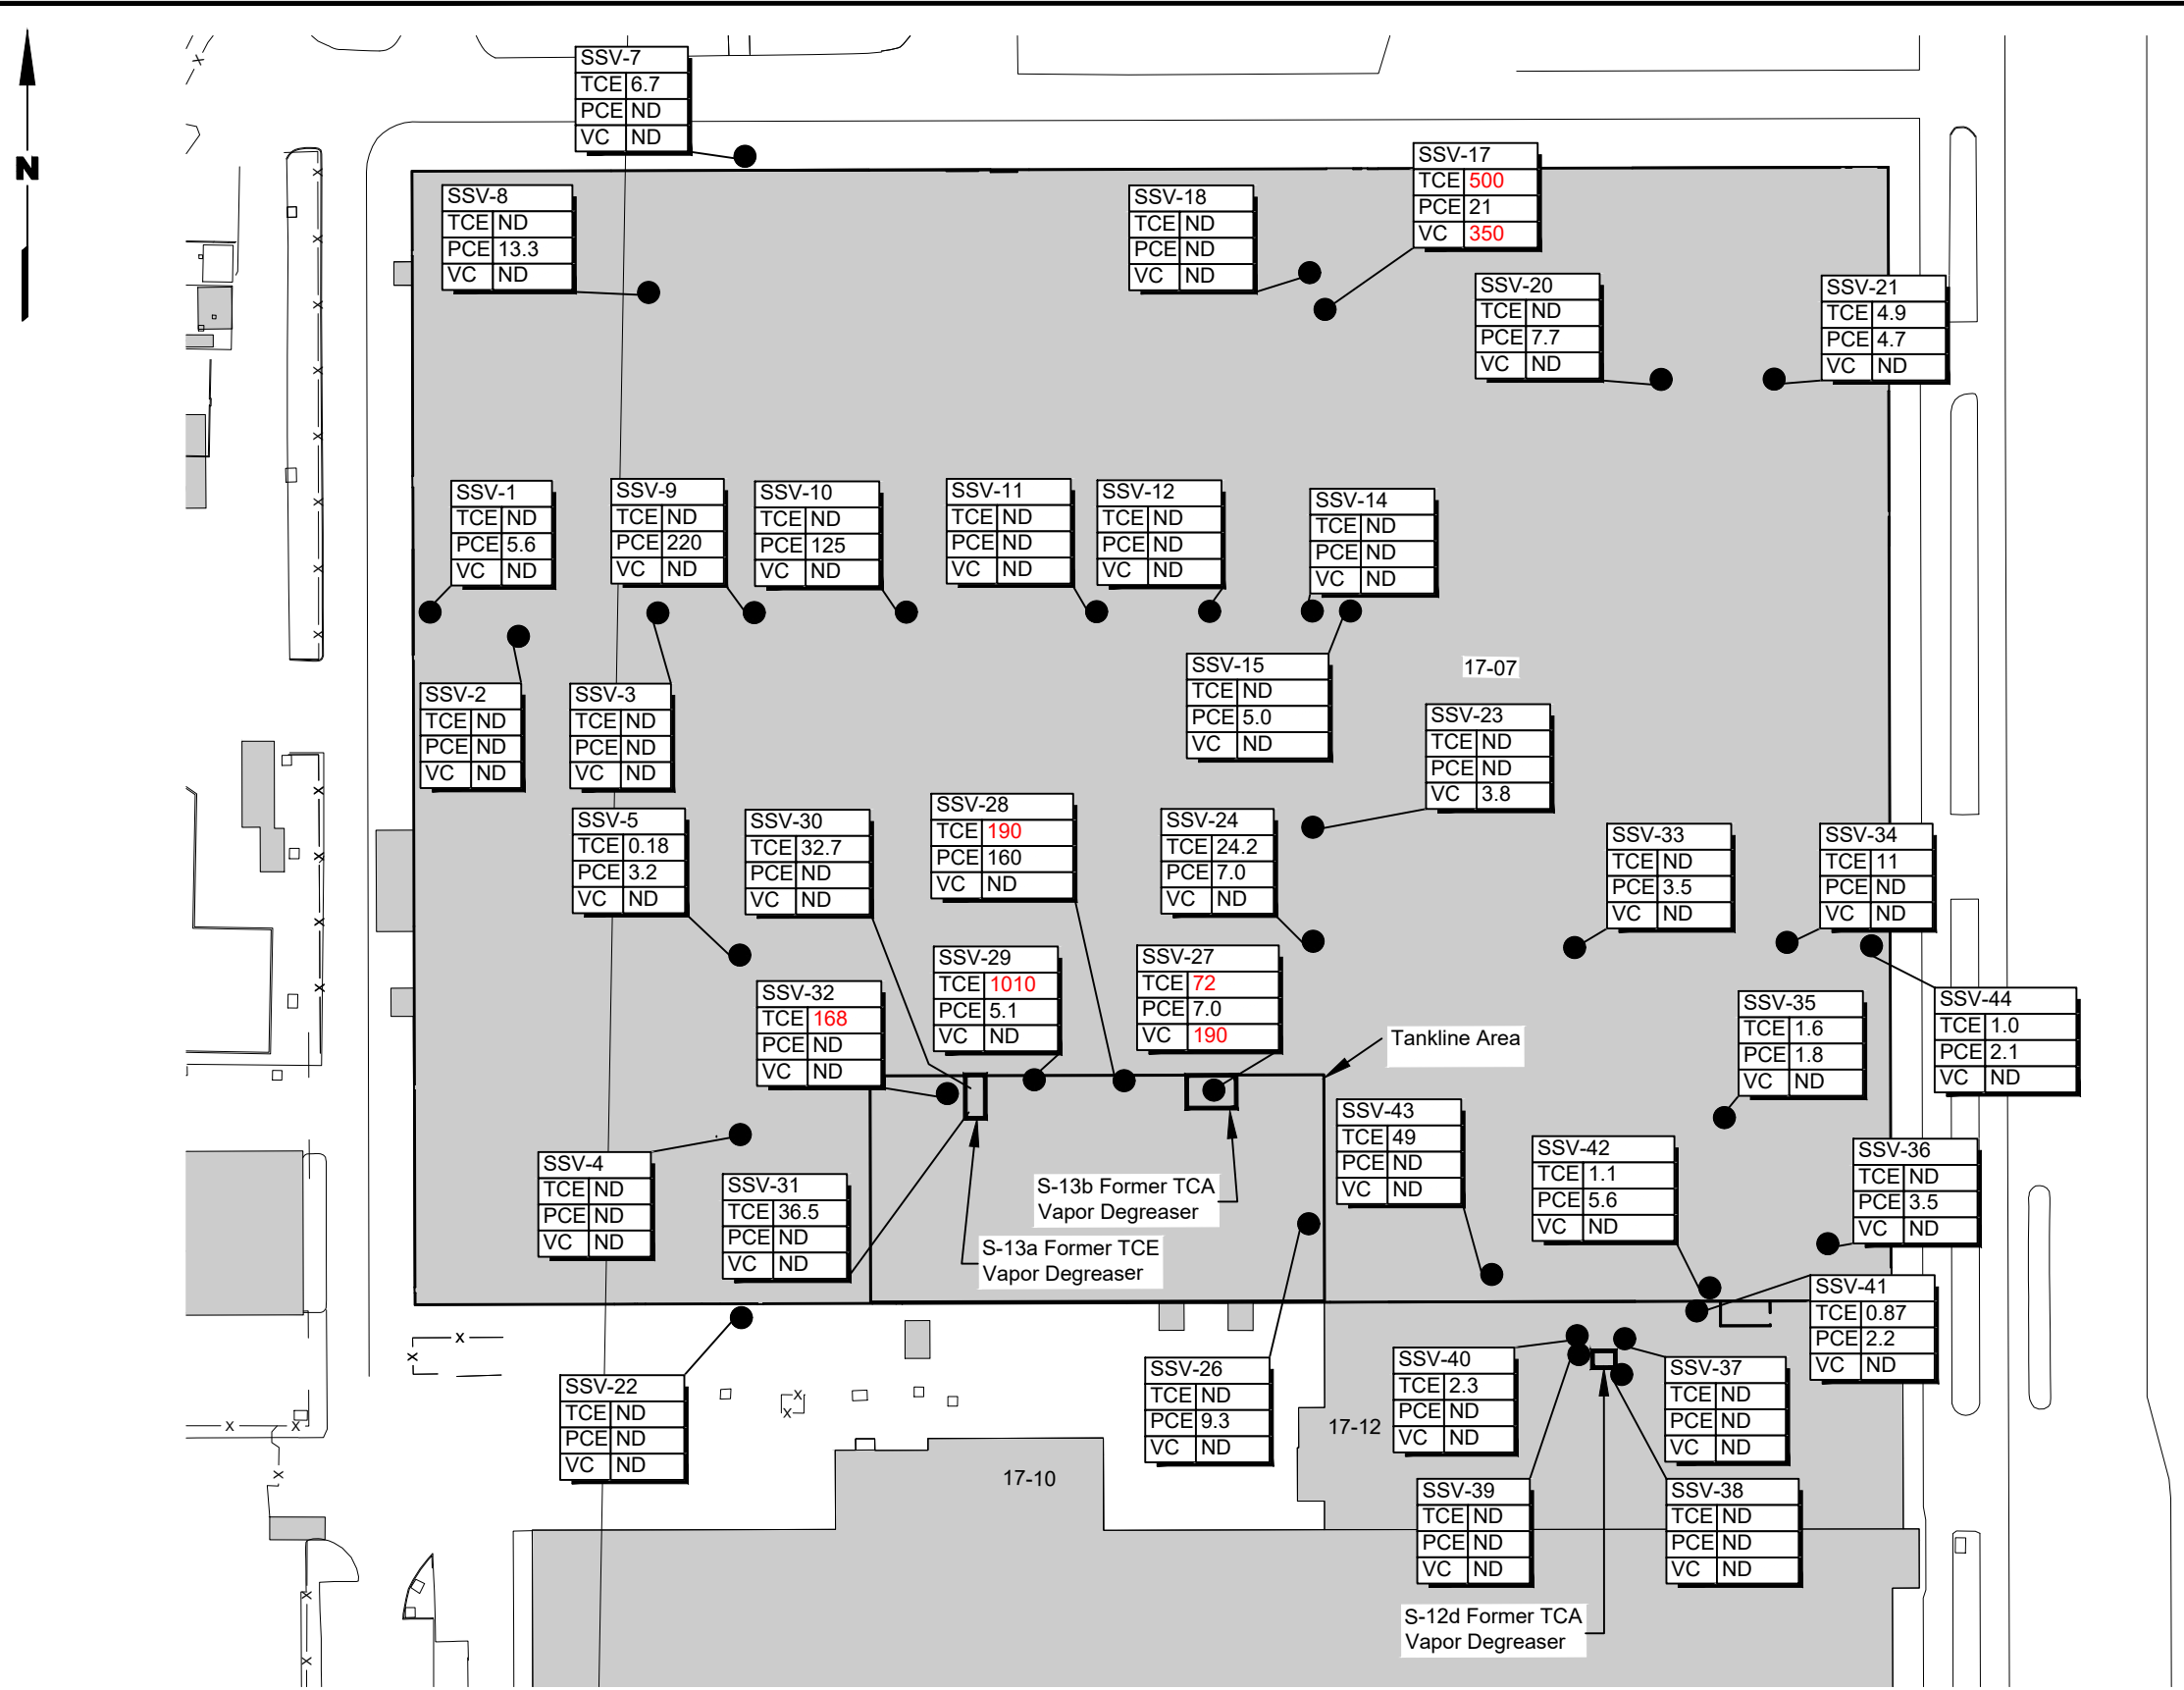 N
SSV-7
TCE 6.7
PCE ND
VC ND
SSV-17
TCE 500
PCE 21
VC 350
SSV-8
TCE ND
PCE 13.3
VC ND
SSV-18
TCE ND
PCE ND
VC ND
SSV-20
TCE ND
PCE 7.7
VC ND
SSV-21
TCE 4.9
PCE 4.7
VC ND
SSV-1
TCE ND
PCE 5.6
VC ND
SSV-9
TCE ND
PCE 220
VC ND
SSV-10
TCE ND
PCE 125
VC ND
SSV-11
TCE ND
PCE ND
VC ND
SSV-12
TCE ND
PCE ND
VC ND
SSV-14
TCE ND
PCE ND
VC ND
SSV-15
TCE ND
PCE 5.0
VC ND
17-07
SSV-2
TCE ND
PCE ND
VC ND
SSV-3
TCE ND
PCE ND
VC ND
SSV-23
TCE ND
PCE ND
VC 3.8
SSV-5
TCE 0.18
PCE 3.2
VC ND
SSV-30
TCE 32.7
PCE ND
VC ND
SSV-28
TCE 190
PCE 160
VC ND
SSV-24
TCE 24.2
PCE 7.0
VC ND
SSV-33
TCE ND
PCE 3.5
VC ND
SSV-34
TCE 11
PCE ND
VC ND
SSV-29
TCE 1010
PCE 5.1
VC ND
SSV-27
TCE 72
PCE 7.0
VC 190
SSV-32
TCE 168
PCE ND
VC ND
SSV-35
TCE 1.6
PCE 1.8
VC ND
SSV-44
TCE 1.0
PCE 2.1
VC ND
Tankline Area
SSV-43
TCE 49
PCE ND
VC ND
SSV-42
TCE 1.1
PCE 5.6
VC ND
SSV-36
TCE ND
PCE 3.5
VC ND
SSV-4
TCE ND
PCE ND
VC ND
SSV-31
TCE 36.5
PCE ND
VC ND
S-13b Former TCA
Vapor Degreaser
S-13a Former TCE
Vapor Degreaser
SSV-41
TCE 0.87
PCE 2.2
VC ND
SSV-22
TCE ND
PCE ND
VC ND
SSV-26
TCE ND
PCE 9.3
VC ND
17-12
SSV-40
TCE 2.3
PCE ND
VC ND
SSV-37
TCE ND
PCE ND
VC ND
17-10
SSV-39
TCE ND
PCE ND
VC ND
SSV-38
TCE ND
PCE ND
VC ND
S-12d Former TCA
Vapor Degreaser